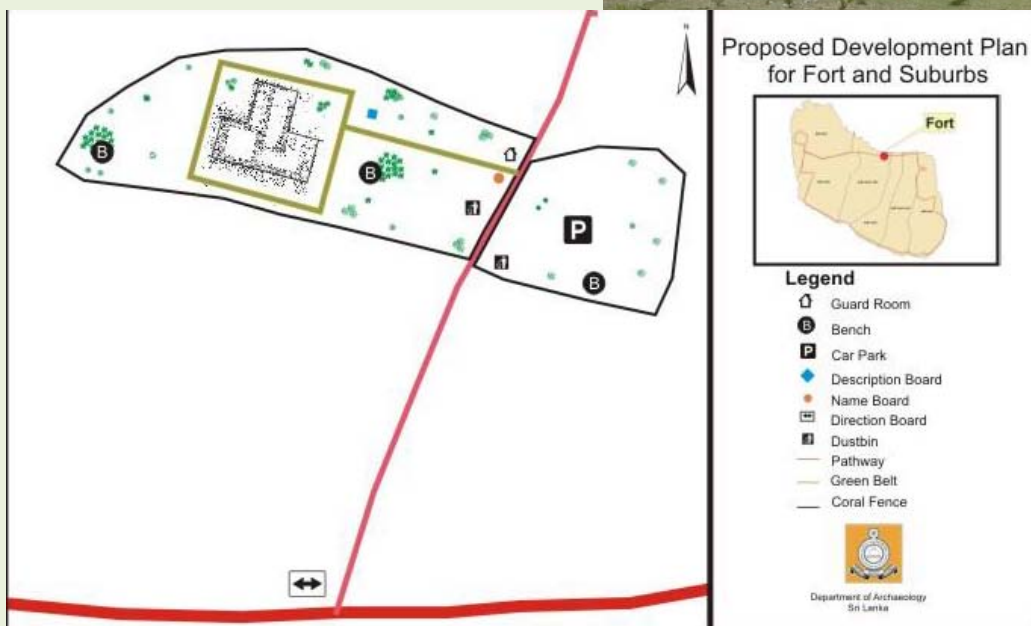 N
B
B
P
B
Proposed Development Plan
for Fort and Suburbs
Fort
Legend
Guard Room
B Bench
P Car Park
Description Board
Name Board
Direction Board
Dustbin
Pathway
Green Belt
Coral Fence
Department of Archaeology
Sri Lanka